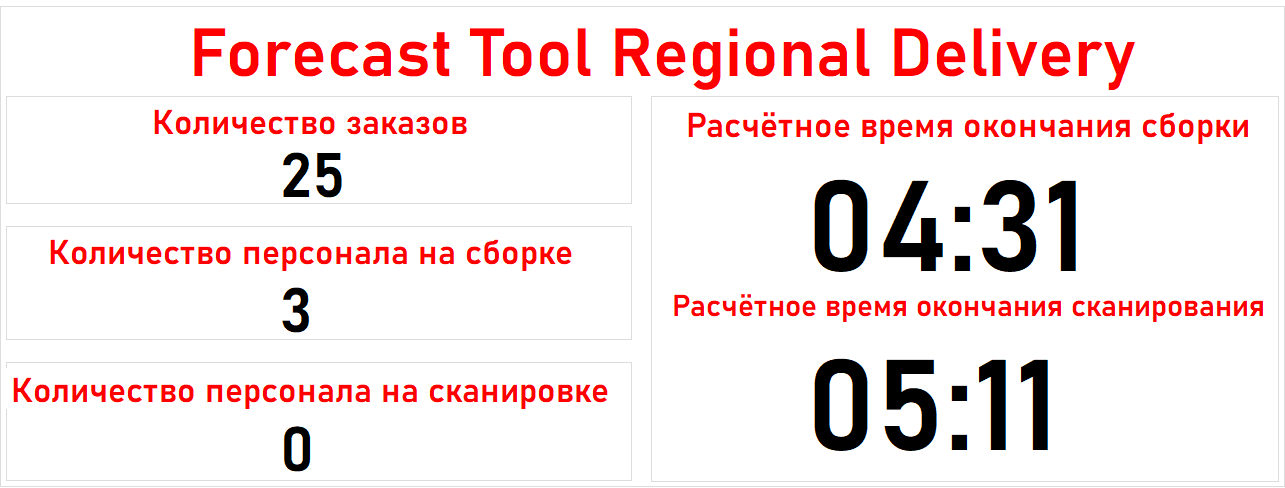 Forecast Tool Regional Delivery
Количество заказов
25
Количество персонала на сборке
3
Количество персонала на сканировке
0
Расчётное время окончания сборки
04:31
Расчётное время окончания сканирования
05:11